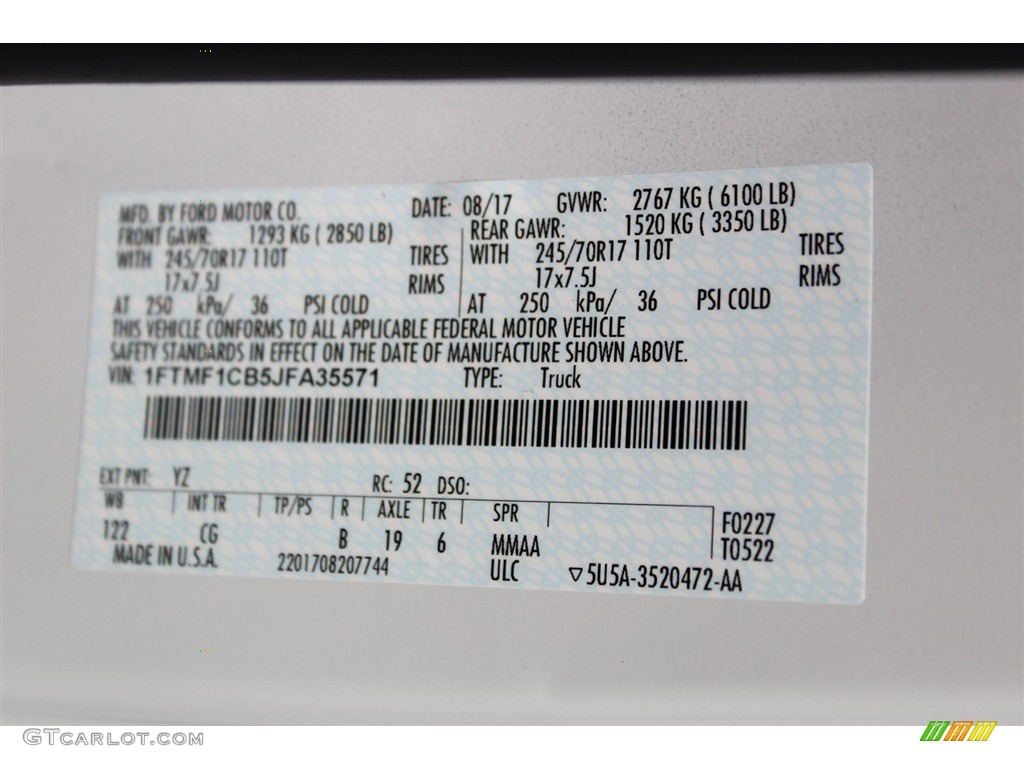 MFD. BY FORD MOTOR CO. DATE: 08/17 GVWR: 2767 KG ( 6100 LB)
FRONT GAWR: 1293 KG ( 2850 LB) REAR GAWR: 1520 KG ( 3350 LB)
WITH 245/70R17 110T TIRES WITH 245/70R17 110T TIRES
17x7.5J RIMS 17x7.5J RIMS
AT 250 kPa/ 36 PSI COLD AT 250 kPa/ 36 PSI COLD
THIS VEHICLE CONFORMS TO ALL APPLICABLE FEDERAL MOTOR VEHICLE
SAFETY STANDARDS IN EFFECT ON THE DATE OF MANUFACTURE SHOWN ABOVE.
VIN: 1FTMF1CB5JFA35571 TYPE: Truck
EXT PNT: YZ RC: 52 DSO:
WB INT TR TP/PS R AXLE TR SPR F0227
122 CG B 19 6 MMAA T0522
MADE IN U.S.A. 2201708207744 ULC ▽5U5A-3520472-AA
GTCARLOT.COM